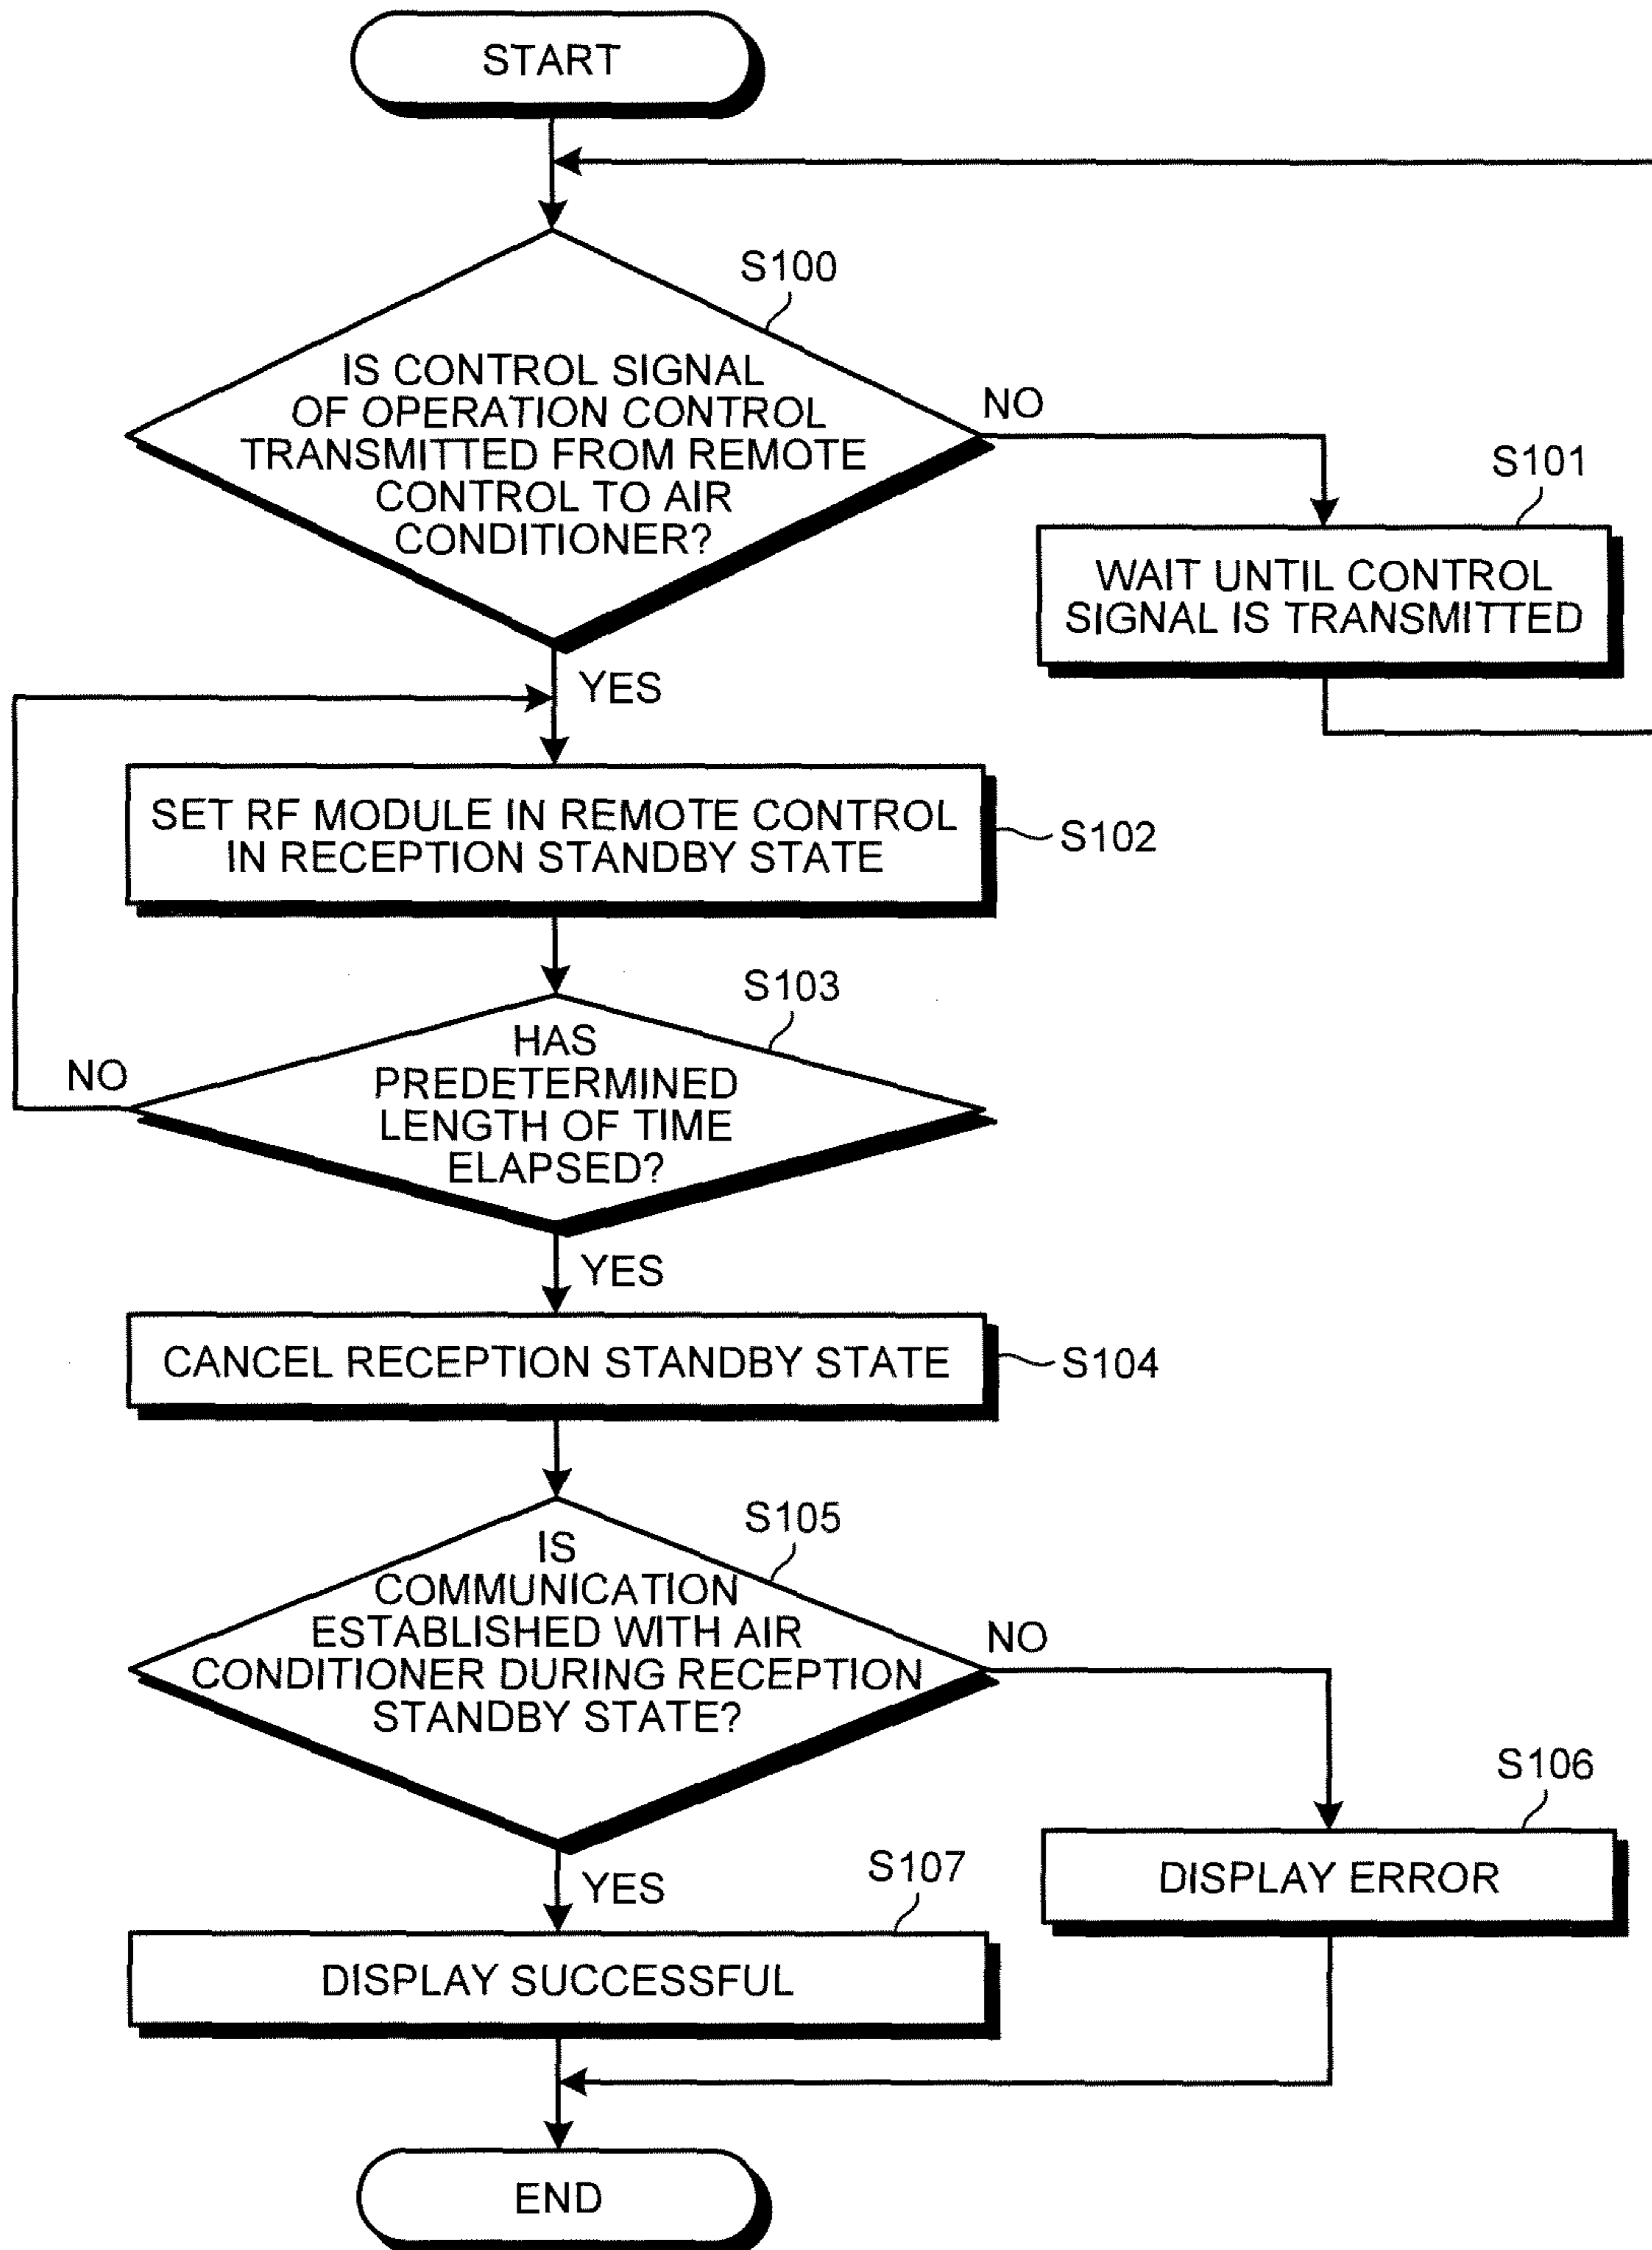 START
S100
IS CONTROL SIGNAL
OF OPERATION CONTROL
TRANSMITTED FROM REMOTE
CONTROL TO AIR
CONDITIONER?
NO
S101
WAIT UNTIL CONTROL
SIGNAL IS TRANSMITTED
YES
SET RF MODULE IN REMOTE CONTROL
IN RECEPTION STANDBY STATE
S102
S103
HAS
PREDETERMINED
LENGTH OF TIME
ELAPSED?
NO
YES
CANCEL RECEPTION STANDBY STATE
S104
S105
IS
COMMUNICATION
ESTABLISHED WITH AIR
CONDITIONER DURING RECEPTION
STANDBY STATE?
NO
S106
DISPLAY ERROR
YES
S107
DISPLAY SUCCESSFUL
END